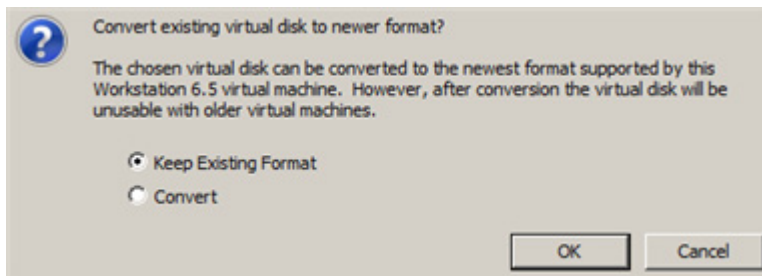 Convert existing virtual disk to newer format?
The chosen virtual disk can be converted to the newest format supported by this
Workstation 6.5 virtual machine.  However, after conversion the virtual disk will be
unusable with older virtual machines.
Keep Existing Format
Convert
OK Cancel